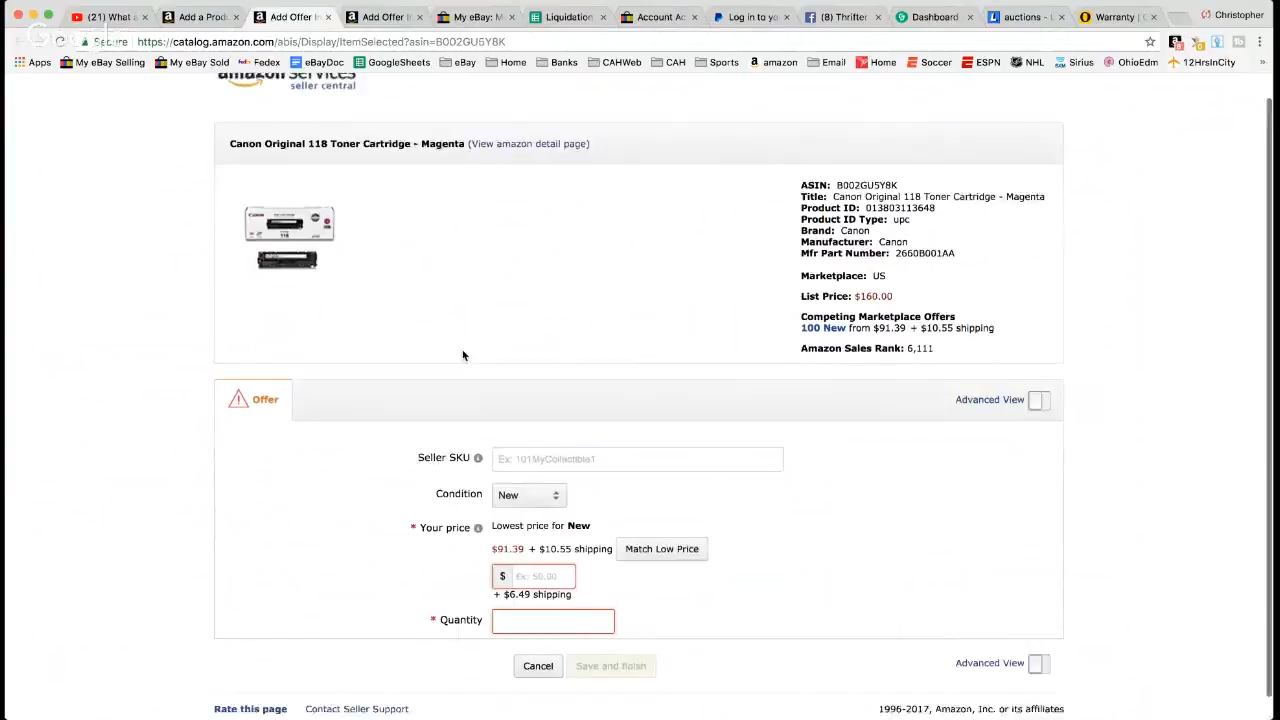 (21) What a
Add a Produ
Add Offer In
Add Offer In
My eBay: M
Liquidation
Account Ac
Log in to y
(8) Thrifter
Dashboard
auctions - L
Warranty |
Christopher
Secure
https://catalog.amazon.com/abis/Display/ItemSelected?asin=B002GU5Y8K
Apps
My eBay Selling
My eBay Sold
Fedex
eBayDoc
GoogleSheets
eBay
Home
Banks
CAHWeb
CAH
Sports
amazon
Email
Home
Soccer
ESPN
NHL
Sirius
OhioEdm
12HrsInCity
»
amazon services
seller central
Canon Original 118 Toner Cartridge - Magenta (View amazon detail page)
ASIN: B002GU5Y8K
Title: Canon Original 118 Toner Cartridge - Magenta
Product ID: 013803113648
Product ID Type: upc
Brand: Canon
Manufacturer: Canon
Mfr Part Number: 2660B001AA
Marketplace: US
List Price: $160.00
Competing Marketplace Offers
100 New from $91.39 + $10.55 shipping
Amazon Sales Rank: 6,111
Offer
Advanced View
Seller SKU
Ex: 101MyCollectible1
Condition
New
* Your price
Lowest price for New
$91.39 + $10.55 shipping
Match Low Price
$ Ex: 50.00
+ $6.49 shipping
* Quantity
Cancel
Save and finish
Advanced View
Rate this page
Contact Seller Support
1996-2017, Amazon, Inc. or its affiliates